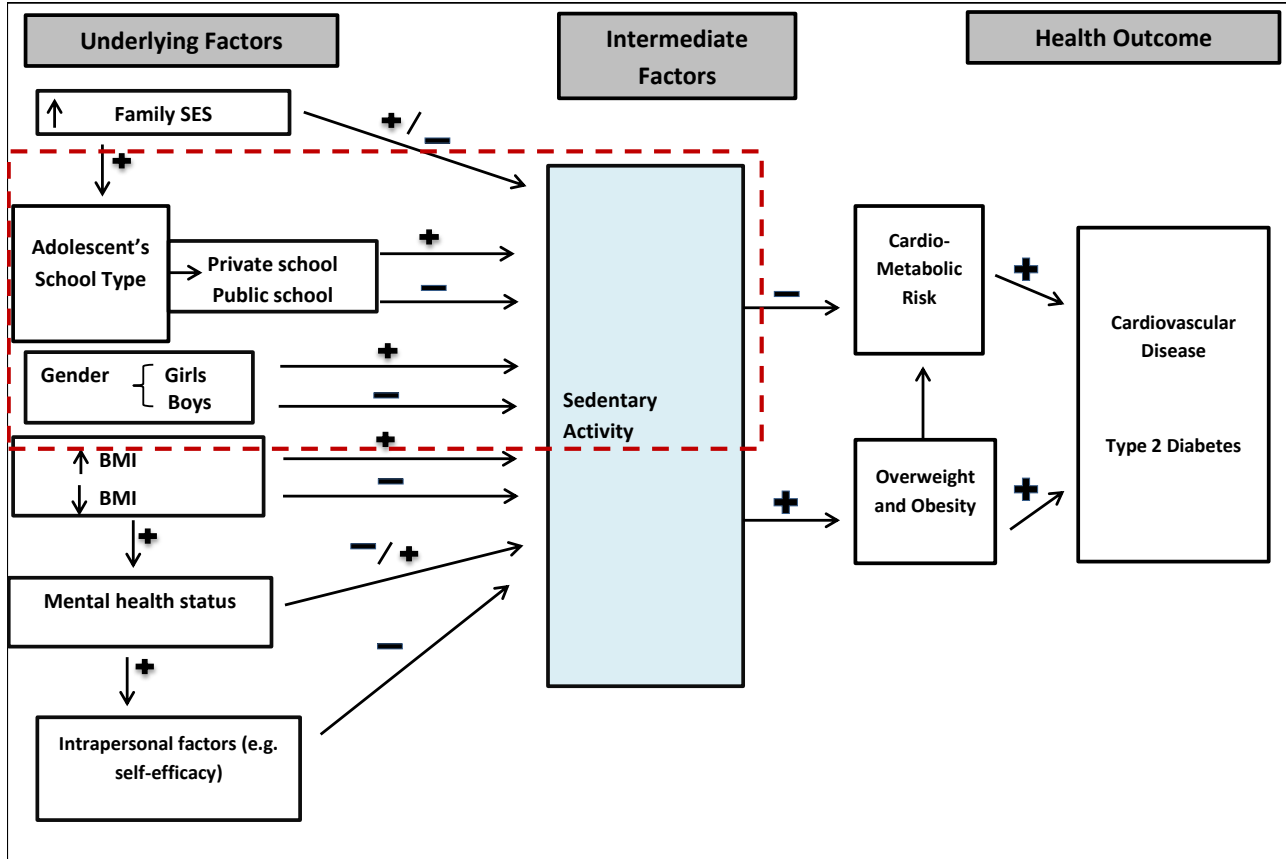 Underlying Factors
Intermediate
Factors
Health Outcome
Family SES
+/−
+
Adolescent's
School Type
Private school
Public school
+
−
Gender
Girls
Boys
+
−
BMI
BMI
+
−
+
Mental health status
−/+
+
Intrapersonal factors (e.g.
self-efficacy)
−
Sedentary
Activity
−
+
Cardio-
Metabolic
Risk
+
Overweight
and Obesity
+
Cardiovascular
Disease
Type 2 Diabetes